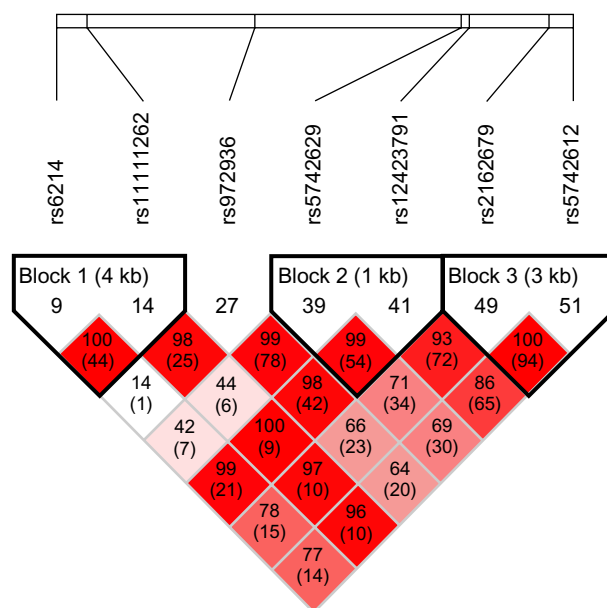 rs6214
rs11111262
rs972936
rs5742629
rs12423791
rs2162679
rs5742612
Block 1 (4 kb)
Block 2 (1 kb)
Block 3 (3 kb)
9 14 27 39 41 49 51
100 98 99 99 93 100
(44) (25) (78) (54) (72) (94)
14 44 98 71 86
(1) (6) (42) (34) (65)
42 100 66 69
(7) (9) (23) (30)
99 97 64
(21) (10) (20)
78 96
(15) (10)
77
(14)